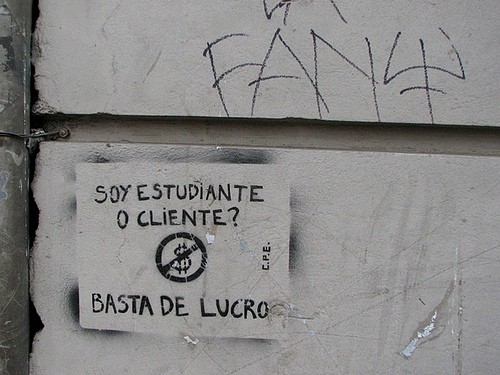 FANY
SOY ESTUDIANTE
O CLIENTE?
$
C.P.E.
BASTA DE LUCRO